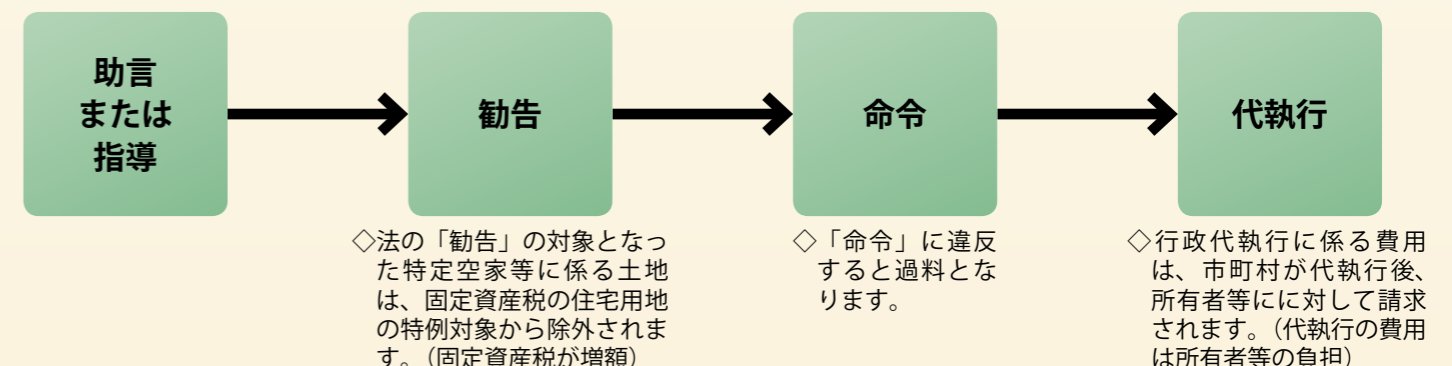 助言
または
指導
勧告
命令
代執行
◇法の「勧告」の対象となっ
た特定空家等に係る土地
は、固定資産税の住宅用地
の特例対象から除外されま
す。（固定資産税が増額）
◇「命令」に違反
すると過料とな
ります。
◇行政代執行に係る費用
は、市町村が代執行後、
所有者等にに対して請求
されます。（代執行の費用
は所有者等の負担）